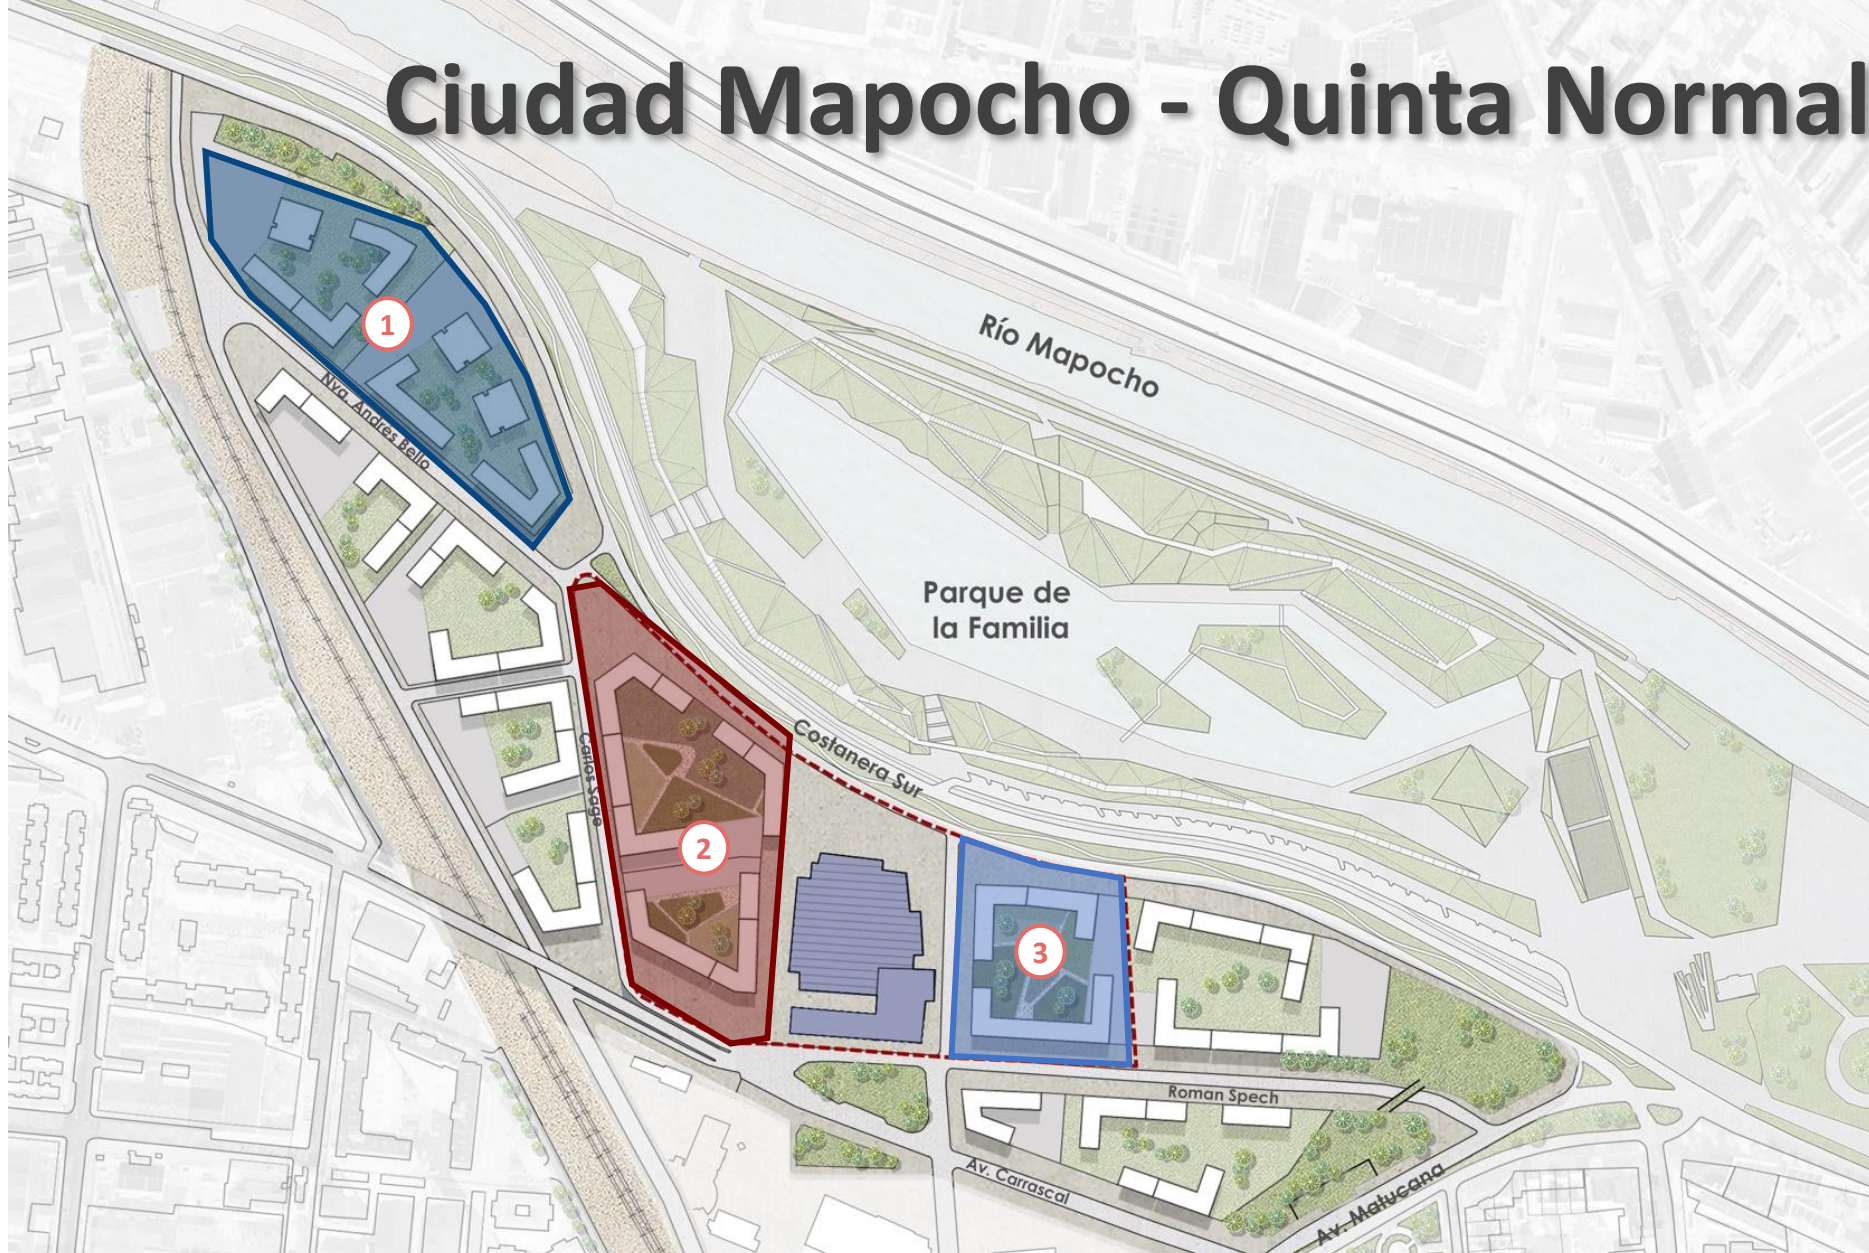 Ciudad Mapocho - Quinta Normal
1
Río Mapocho
Nva. Andrés Bello
Parque de
la Familia
Costanera Sur
Carlos Sage
2
3
Roman Spech
Av. Carrascal
Av. Matucana